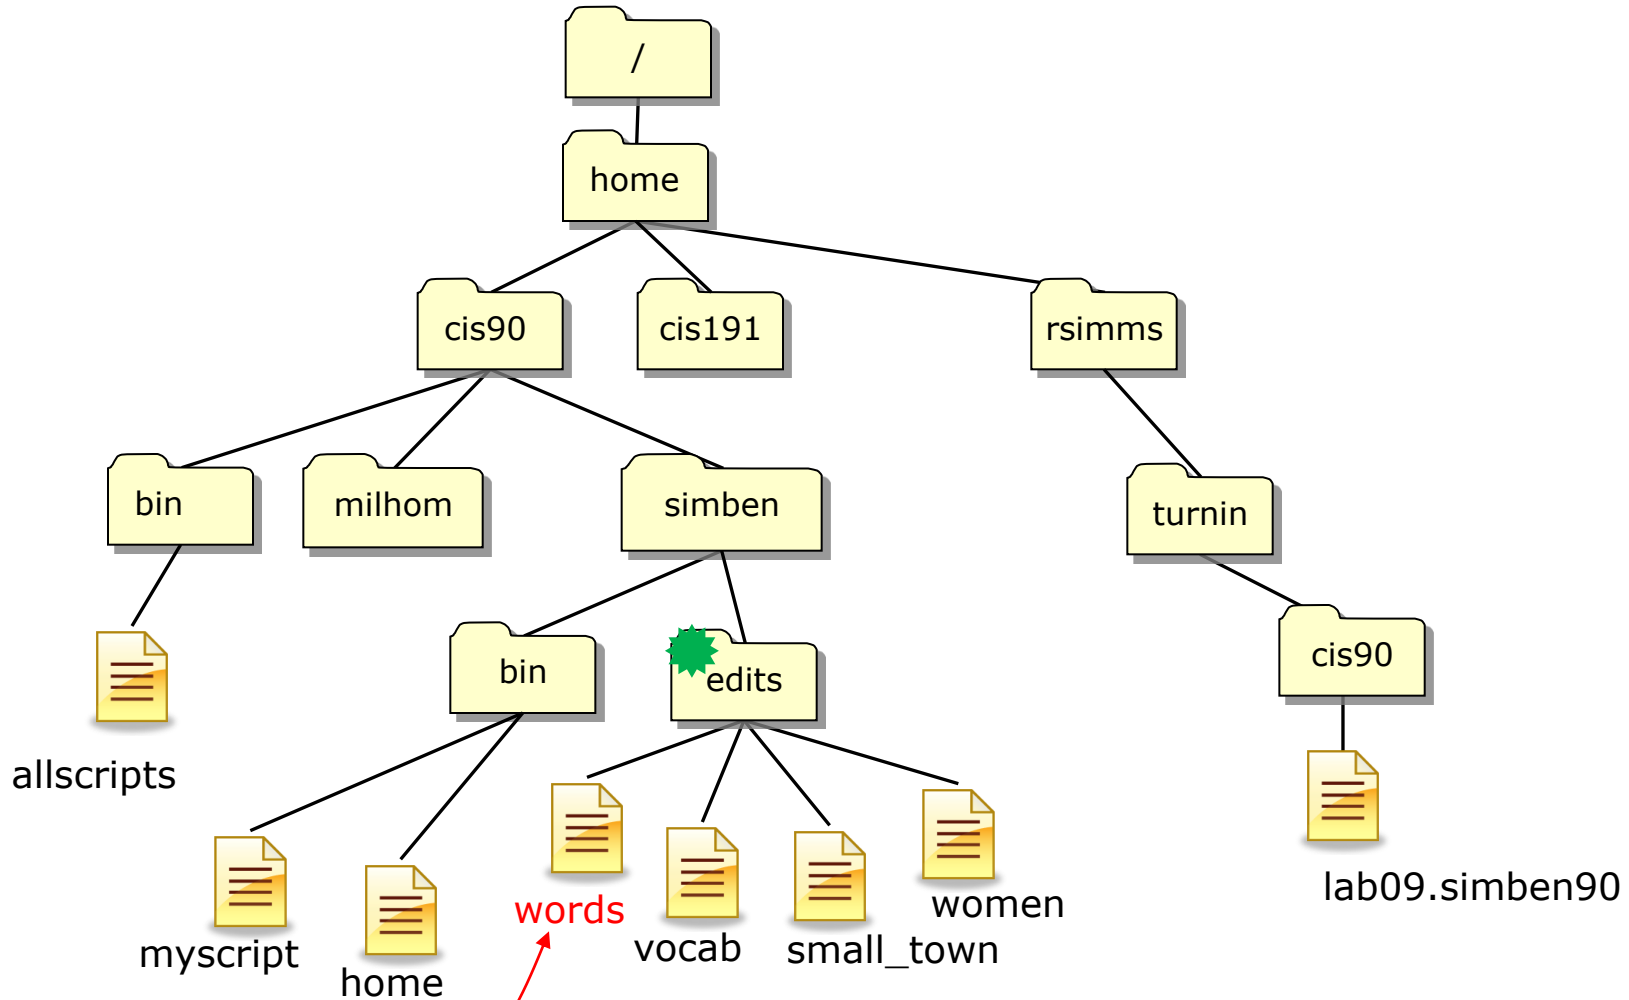 /
home
cis90
cis191
rsimms
bin
milhom
simben
turnin
bin
edits
cis90
allscripts
words
women
lab09.simben90
myscript
vocab
small_town
home